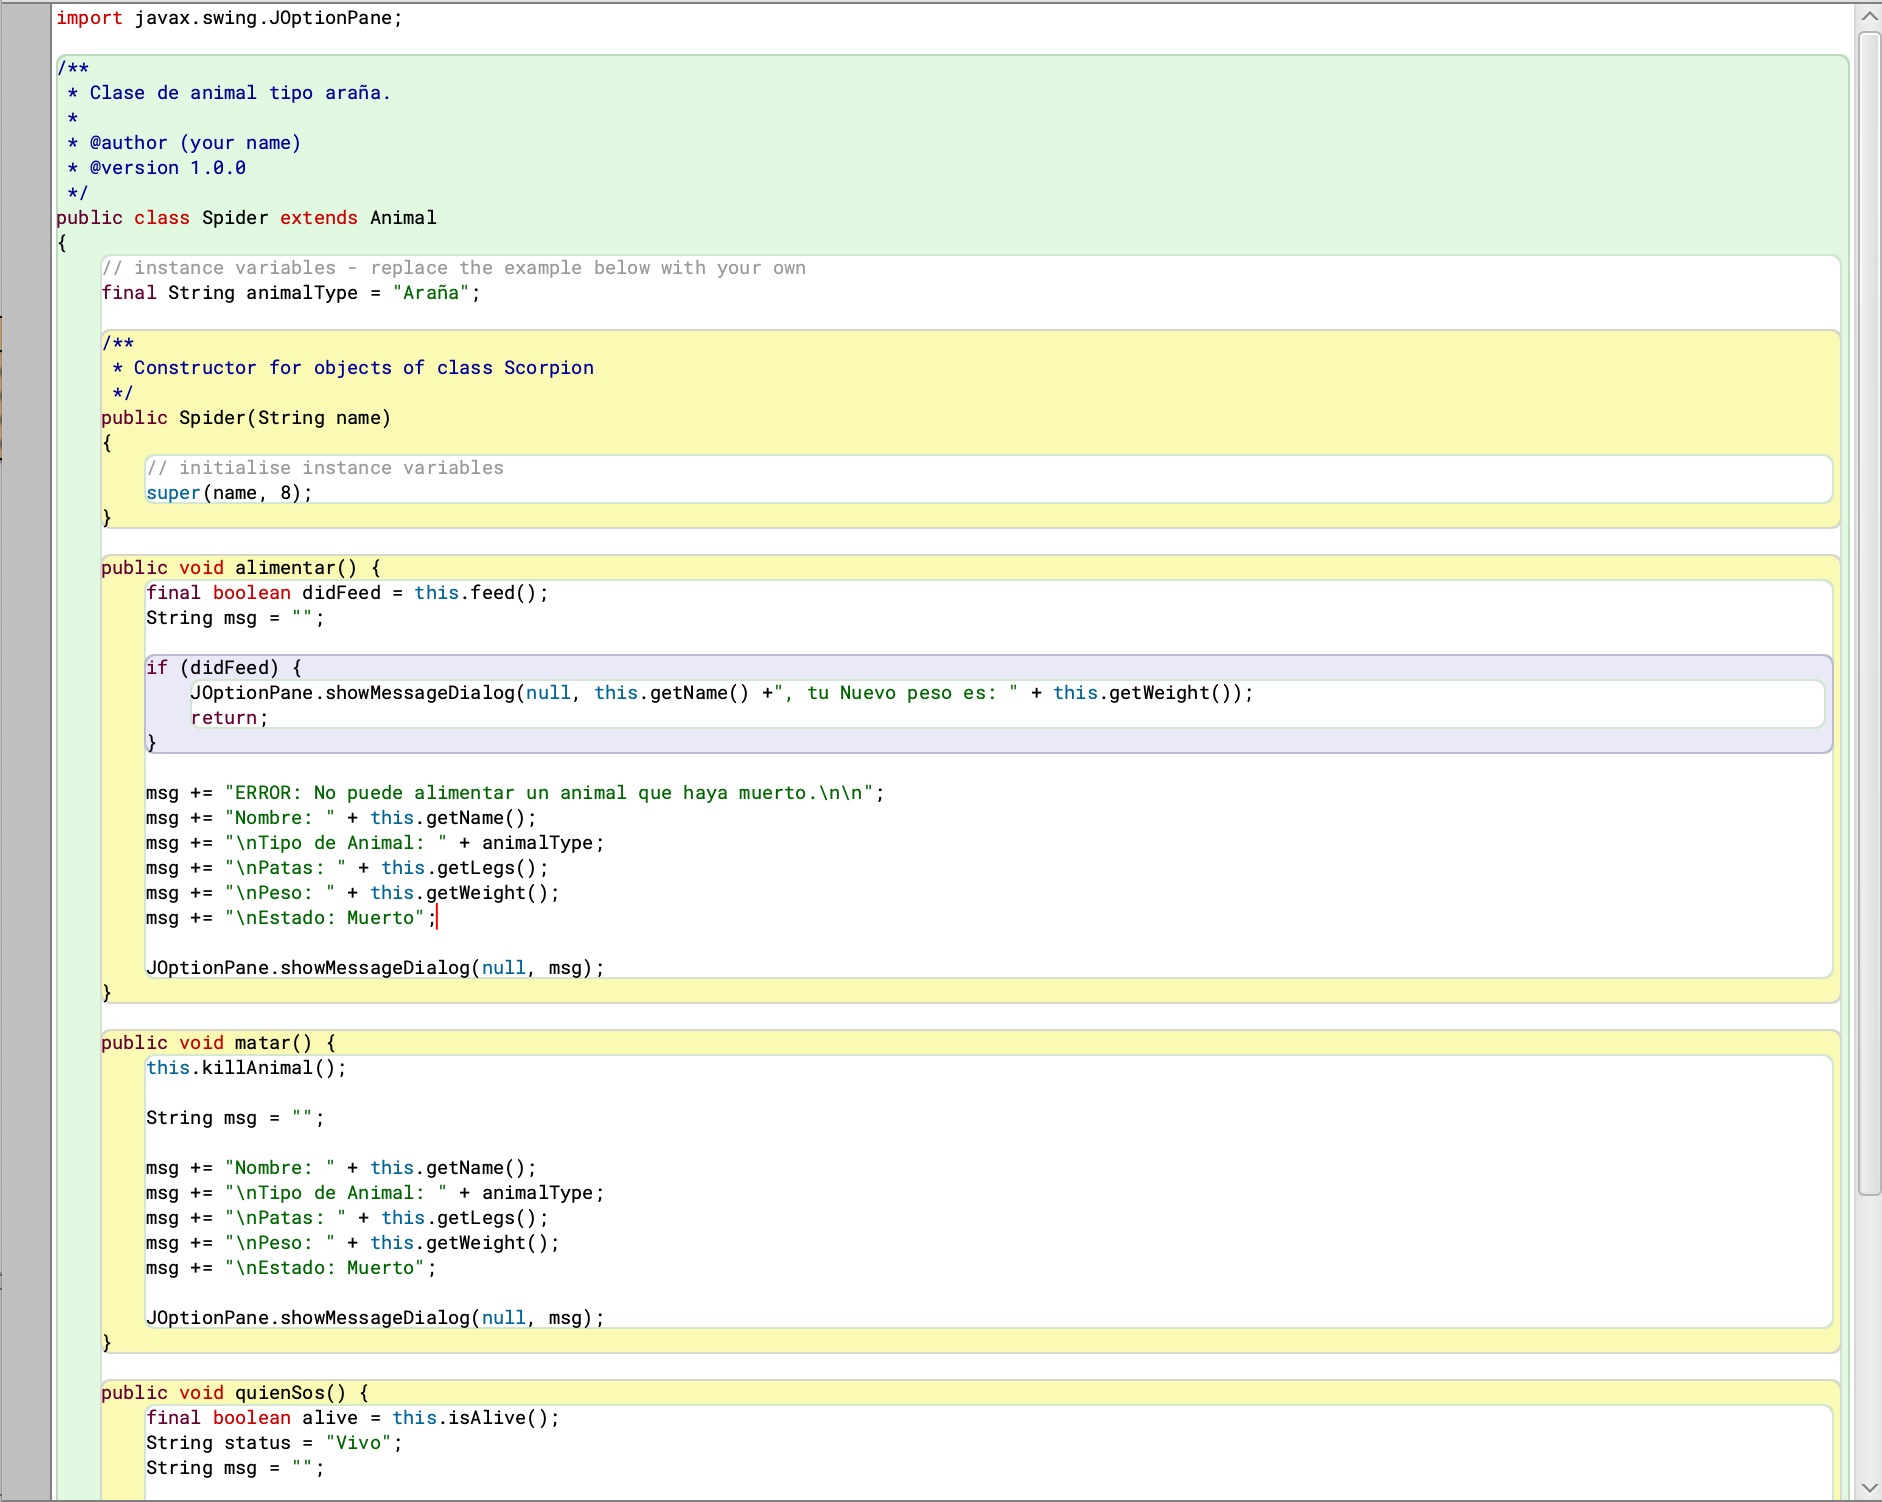 import javax.swing.JOptionPane;
/**
 * Clase de animal tipo araña.
 *
 * @author (your name)
 * @version 1.0.0
 */
public class Spider extends Animal
{
    // instance variables - replace the example below with your own
    final String animalType = "Araña";
    /**
     * Constructor for objects of class Scorpion
     */
    public Spider(String name)
    {
        // initialise instance variables
        super(name, 8);
    }
    public void alimentar() {
        final boolean didFeed = this.feed();
        String msg = "";
        if (didFeed) {
            JOptionPane.showMessageDialog(null, this.getName() +", tu Nuevo peso es: " + this.getWeight());
            return;
        }
        msg += "ERROR: No puede alimentar un animal que haya muerto.\n\n";
        msg += "Nombre: " + this.getName();
        msg += "\nTipo de Animal: " + animalType;
        msg += "\nPatas: " + this.getLegs();
        msg += "\nPeso: " + this.getWeight();
        msg += "\nEstado: Muerto";
        JOptionPane.showMessageDialog(null, msg);
    }
    public void matar() {
        this.killAnimal();
        String msg = "";
        msg += "Nombre: " + this.getName();
        msg += "\nTipo de Animal: " + animalType;
        msg += "\nPatas: " + this.getLegs();
        msg += "\nPeso: " + this.getWeight();
        msg += "\nEstado: Muerto";
        JOptionPane.showMessageDialog(null, msg);
    }
    public void quienSos() {
        final boolean alive = this.isAlive();
        String status = "Vivo";
        String msg = "";